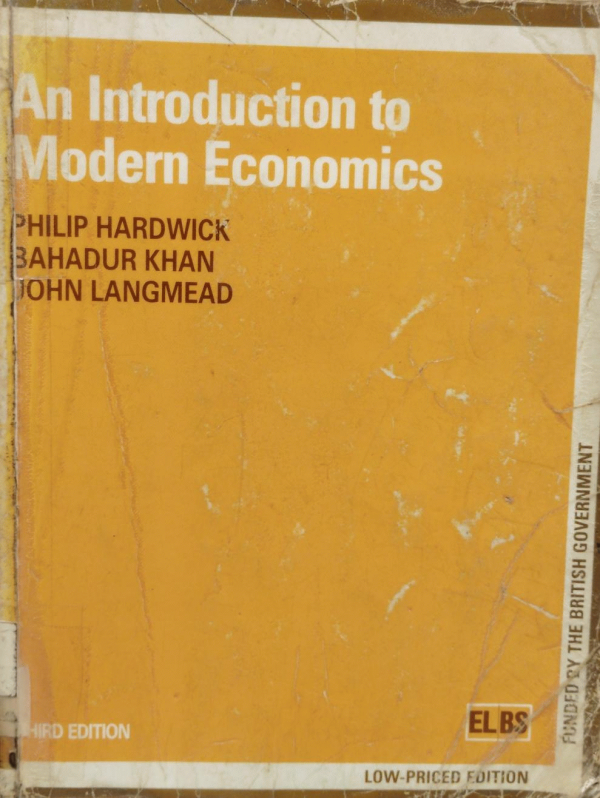 An Introduction to
Modern Economics
PHILIP HARDWICK
BAHADUR KHAN
JOHN LANGMEAD
FUNDED BY THE BRITISH GOVERNMENT
THIRD EDITION
ELBS
LOW-PRICED EDITION